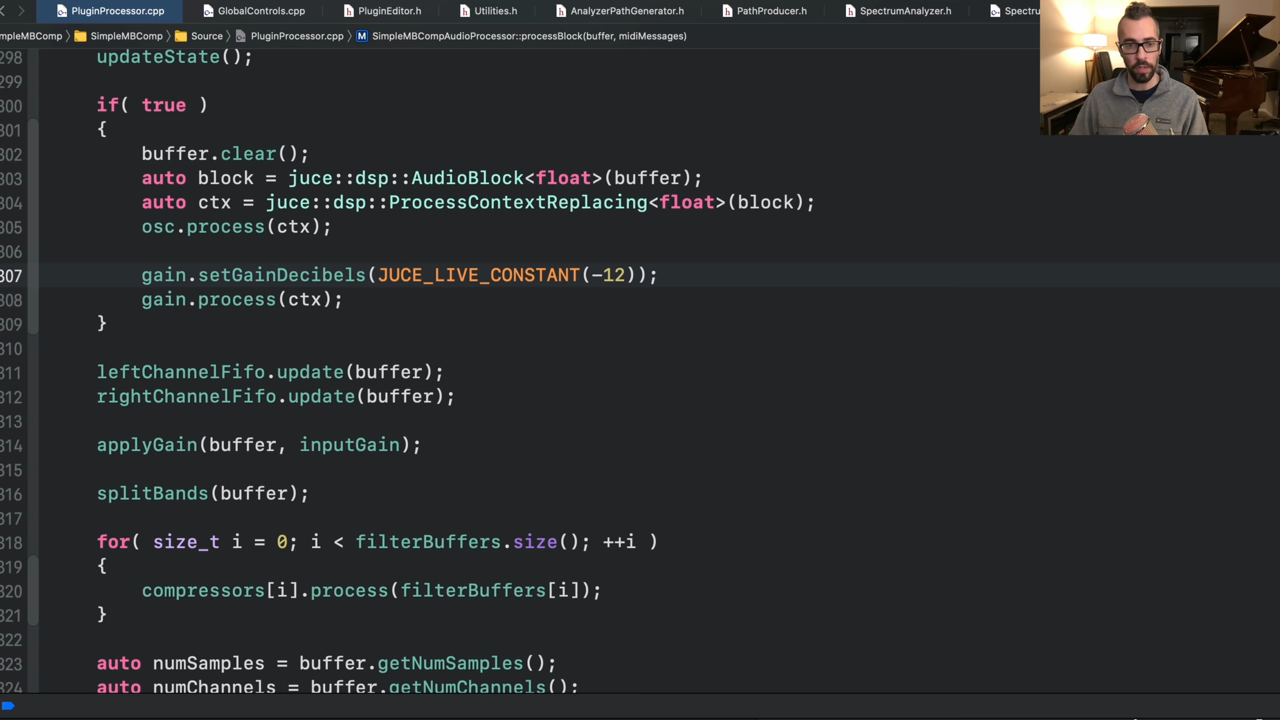 PluginProcessor.cpp GlobalControls.cpp PluginEditor.h Utilities.h AnalyzerPathGenerator.h PathProducer.h SpectrumAnalyzer.h Spectru
mpleMBComp SimpleMBComp Source PluginProcessor.cpp M SimpleMBCompAudioProcessor::processBlock(buffer, midiMessages)
298 updateState();
299
300 if( true )
301 {
302 buffer.clear();
303 auto block = juce::dsp::AudioBlock<float>(buffer);
304 auto ctx = juce::dsp::ProcessContextReplacing<float>(block);
305 osc.process(ctx);
306
307 gain.setGainDecibels(JUCE_LIVE_CONSTANT(-12));
308 gain.process(ctx);
309 }
310
311 leftChannelFifo.update(buffer);
312 rightChannelFifo.update(buffer);
313
314 applyGain(buffer, inputGain);
315
316 splitBands(buffer);
317
318 for( size_t i = 0; i < filterBuffers.size(); ++i )
319 {
320 compressors[i].process(filterBuffers[i]);
321 }
322
323 auto numSamples = buffer.getNumSamples();
324 auto numChannels = buffer.getNumChannels();